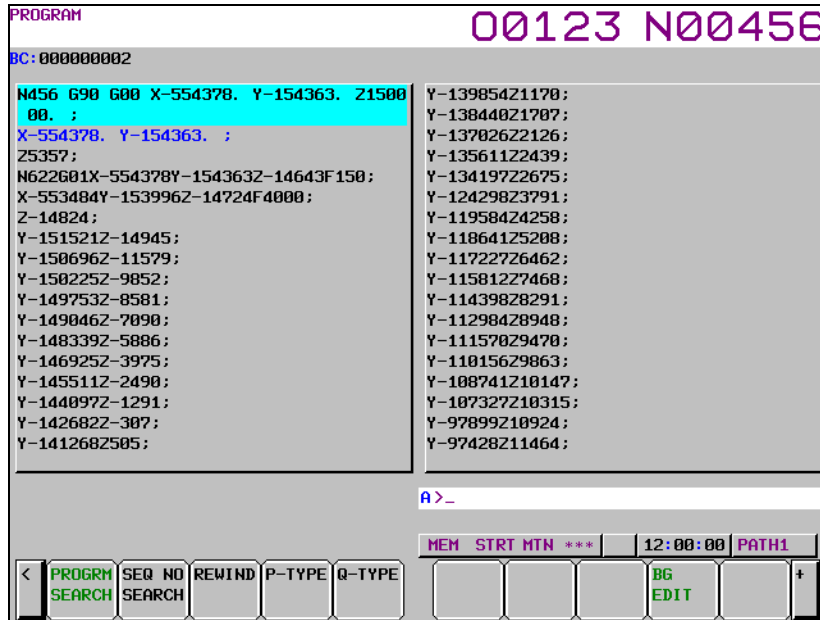 PROGRAM
O0123 N00456
BC:000000002
N456 G90 G00 X-554378. Y-154363. Z1500
00. ;
X-554378. Y-154363. ;
Z5357;
N622G01X-554378Y-154363Z-14643F150;
X-553484Y-153996Z-14724F4000;
Z-14824;
Y-151521Z-14945;
Y-150696Z-11579;
Y-150225Z-9852;
Y-149753Z-8581;
Y-149046Z-7090;
Y-148339Z-5886;
Y-146925Z-3975;
Y-145511Z-2490;
Y-144097Z-1291;
Y-142682Z-307;
Y-141268Z505;
Y-139854Z1170;
Y-138440Z1707;
Y-137026Z2126;
Y-135611Z2439;
Y-134197Z2675;
Y-124298Z3791;
Y-119584Z4258;
Y-118641Z5208;
Y-117227Z6462;
Y-115812Z7468;
Y-114398Z8291;
Y-112984Z8948;
Y-111570Z9470;
Y-110156Z9863;
Y-108741Z10147;
Y-107327Z10315;
Y-97899Z10924;
Y-97428Z11464;
A>_
MEM STRT MTN *** 12:00:00 PATH1
< PROGRM SEARCH SEQ NO SEARCH REWIND P-TYPE Q-TYPE BG EDIT +